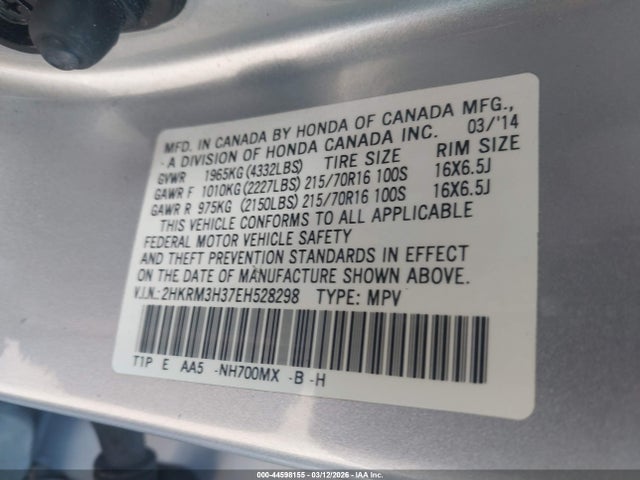 MFD. IN CANADA BY HONDA OF CANADA MFG.,
- A DIVISION OF HONDA CANADA INC. 03/'14
GVWR 1965KG (4332LBS) TIRE SIZE RIM SIZE
GAWR F 1010KG (2227LBS) 215/70R16 100S 16X6.5J
GAWR R 975KG (2150LBS) 215/70R16 100S 16X6.5J
THIS VEHICLE CONFORMS TO ALL APPLICABLE
FEDERAL MOTOR VEHICLE SAFETY
AND THEFT PREVENTION STANDARDS IN EFFECT
ON THE DATE OF MANUFACTURE SHOWN ABOVE.
V.I.N.: 2HKRM3H37EH528298 TYPE: MPV
T1P E AA5 -NH700MX -B -H
000-44598155 - 03/12/2026 - IAA Inc.